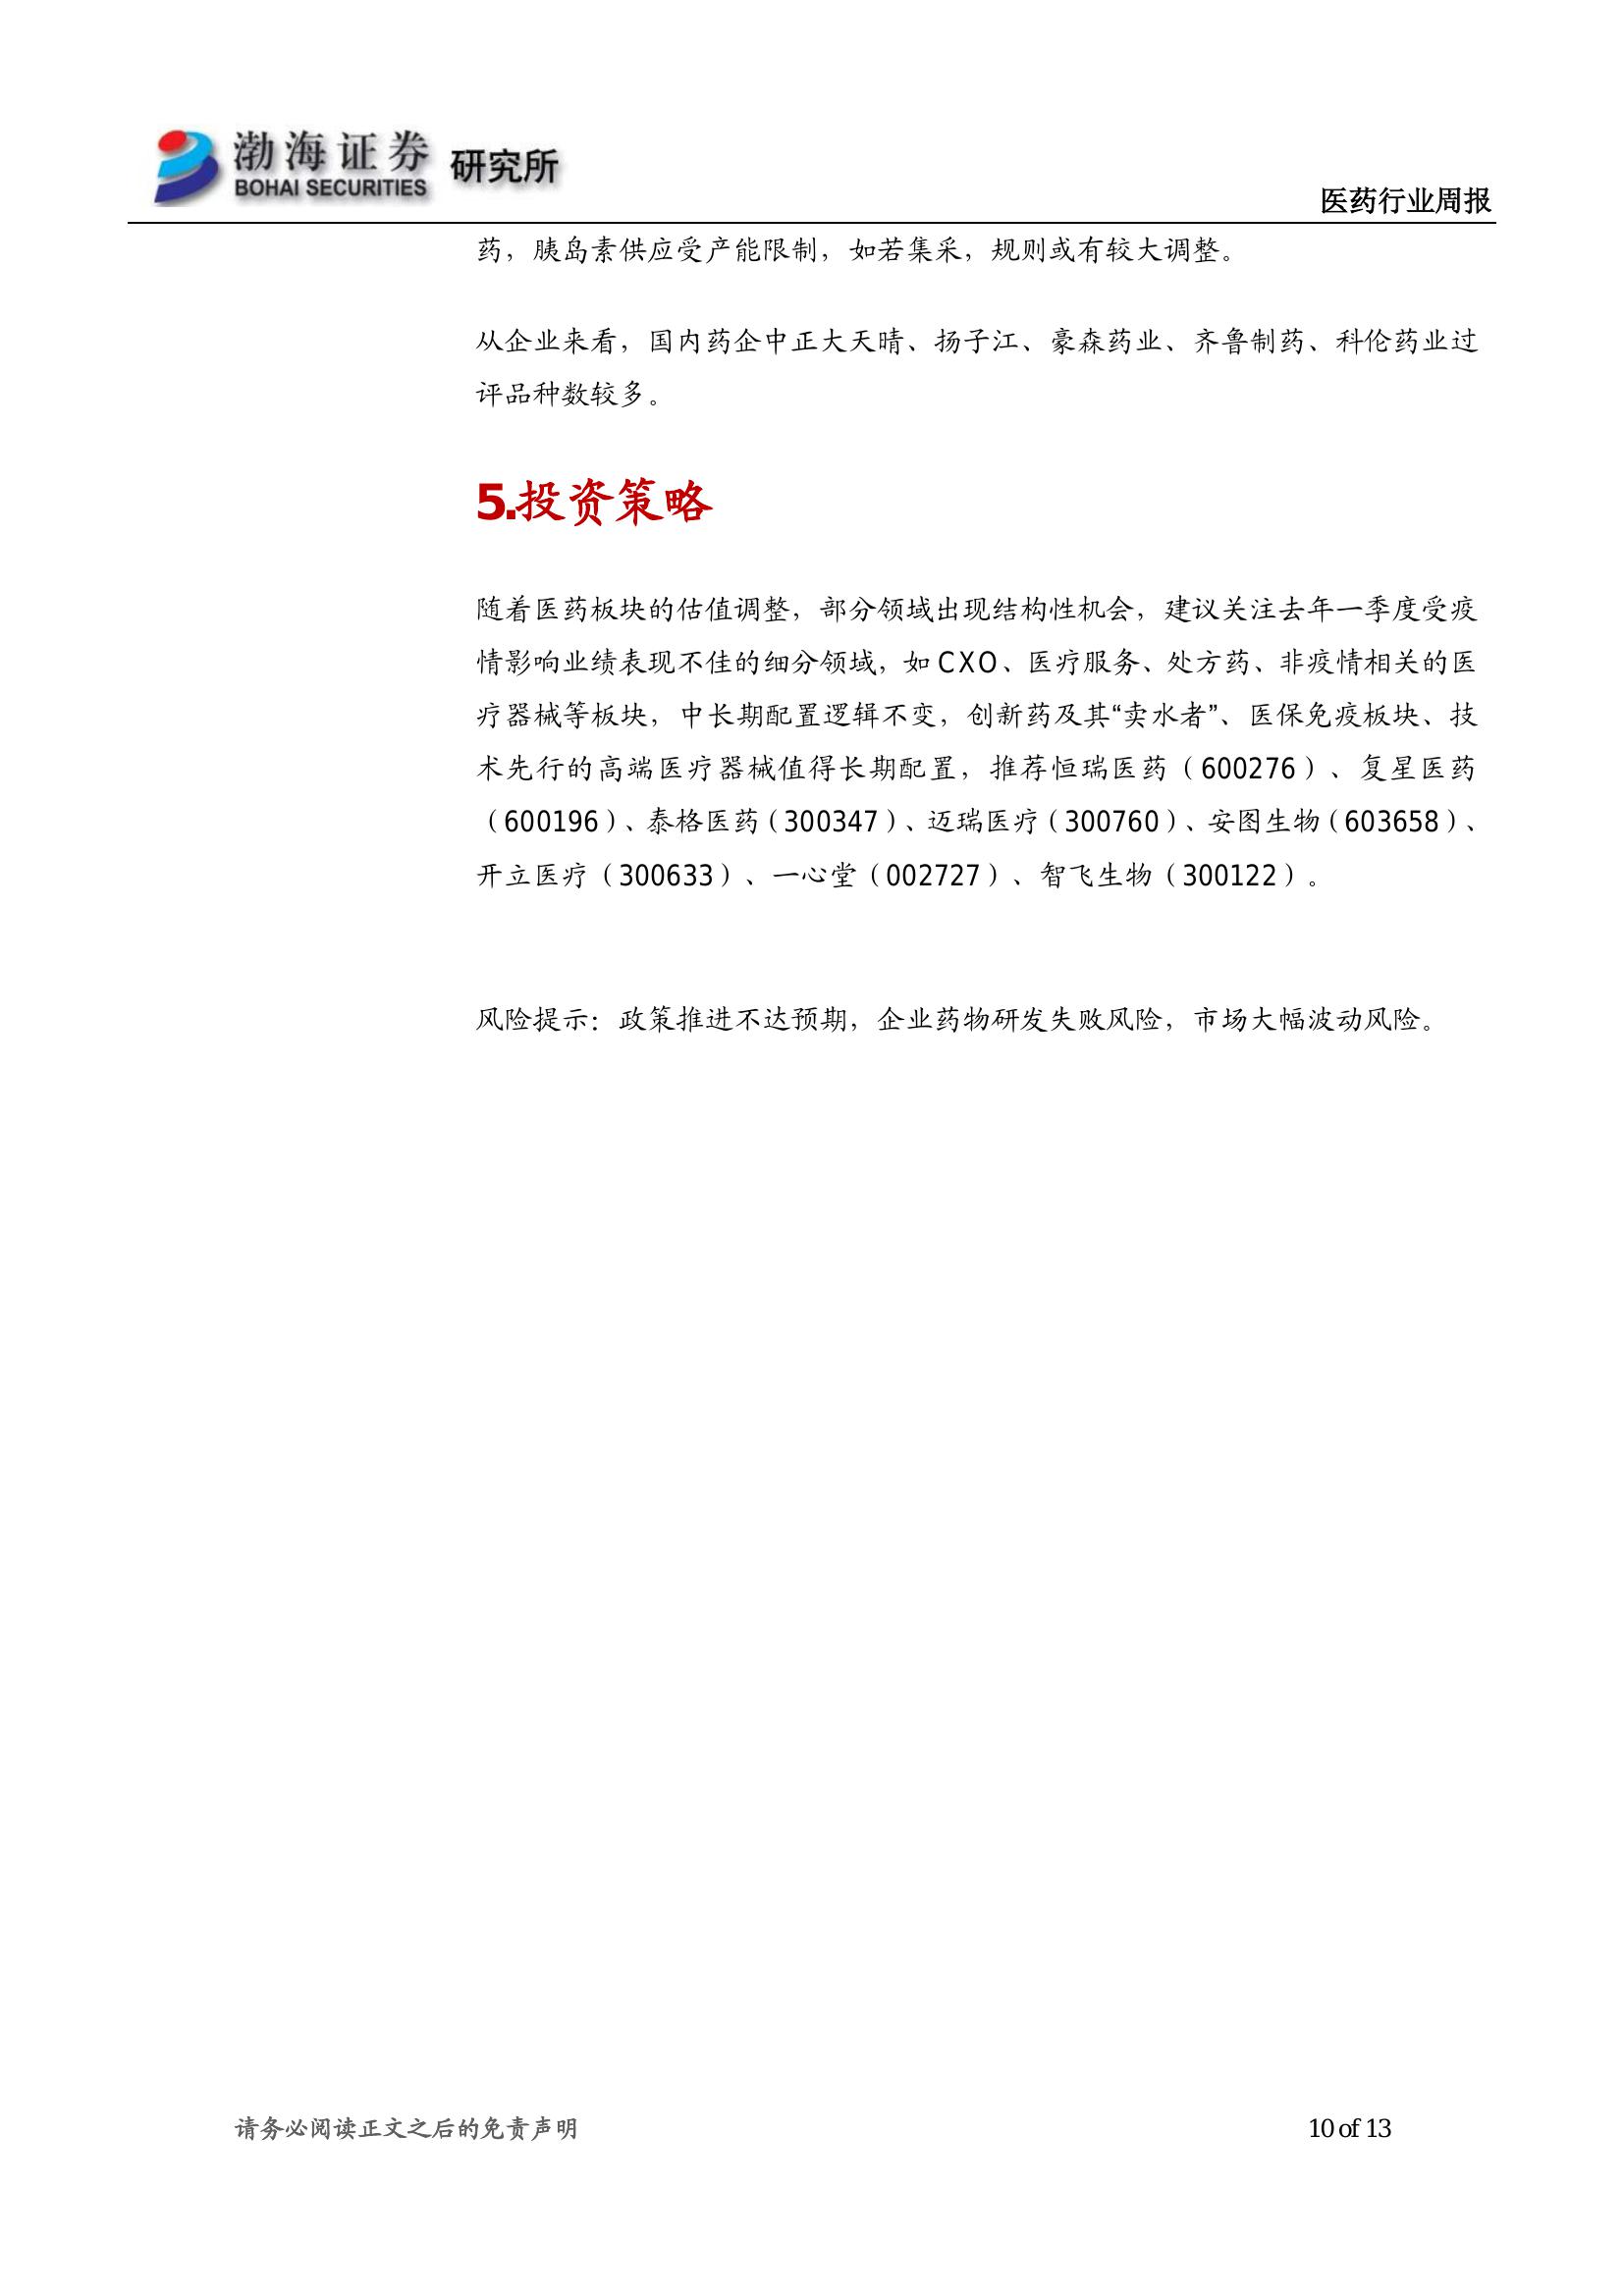 渤海证券
BOHAI SECURITIES
研究所
医药行业周报
药，胰岛素供应受产能限制，如若集采，规则或有较大调整。
从企业来看，国内药企中正大天晴、扬子江、豪森药业、齐鲁制药、科伦药业过
评品种数较多。
5.投资策略
随着医药板块的估值调整，部分领域出现结构性机会，建议关注去年一季度受疫
情影响业绩表现不佳的细分领域，如 CXO、医疗服务、处方药、非疫情相关的医
疗器械等板块，中长期配置逻辑不变，创新药及其“卖水者”、医保免疫板块、技
术先行的高端医疗器械值得长期配置，推荐恒瑞医药（600276）、复星医药
（600196）、泰格医药（300347）、迈瑞医疗（300760）、安图生物（603658）、
开立医疗（300633）、一心堂（002727）、智飞生物（300122）。
风险提示：政策推进不达预期，企业药物研发失败风险，市场大幅波动风险。
请务必阅读正文之后的免责声明
10 of 13